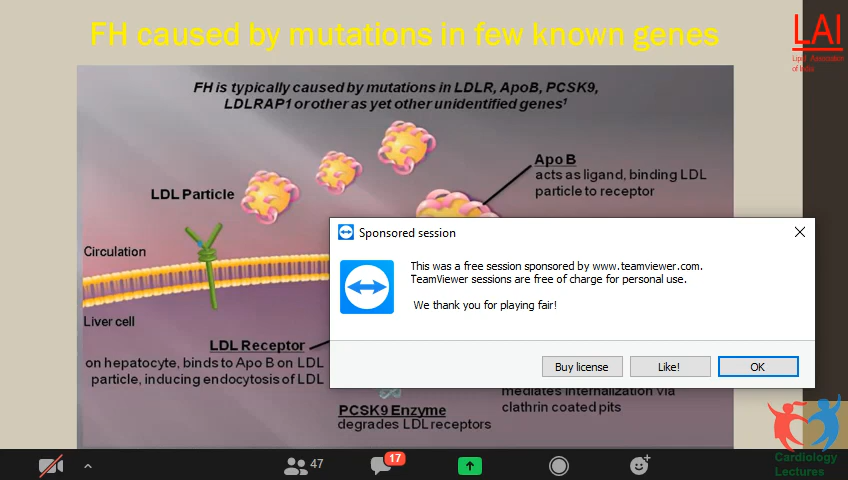 FH caused by mutations in few known genes
LAI
Lipid Association
of India
FH is typically caused by mutations in LDLR, ApoB, PCSK9,
LDLRAP1 or other as yet other unidentified genes¹
Apo B
acts as ligand, binding LDL
particle to receptor
LDL Particle
Circulation
Liver cell
Sponsored session
This was a free session sponsored by www.teamviewer.com.
TeamViewer sessions are free of charge for personal use.
We thank you for playing fair!
Buy license
Like!
OK
LDL Receptor
on hepatocyte, binds to Apo B on LDL
particle, inducing endocytosis of LDL
mediates internalization via
clathrin coated pits
PCSK9 Enzyme
degrades LDL receptors
47
17
Cardiology
Lectures